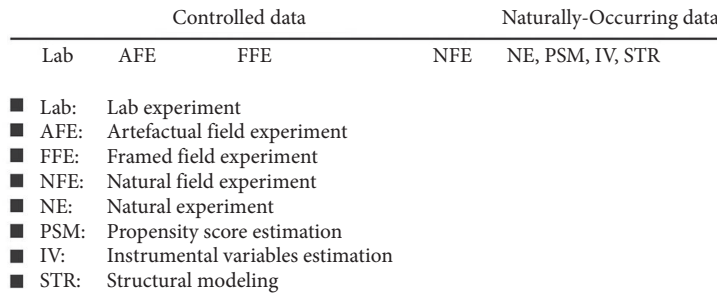 Controlled data Naturally-Occurring data
Lab AFE FFE NFE NE, PSM, IV, STR
■ Lab: Lab experiment
■ AFE: Artefactual field experiment
■ FFE: Framed field experiment
■ NFE: Natural field experiment
■ NE: Natural experiment
■ PSM: Propensity score estimation
■ IV: Instrumental variables estimation
■ STR: Structural modeling